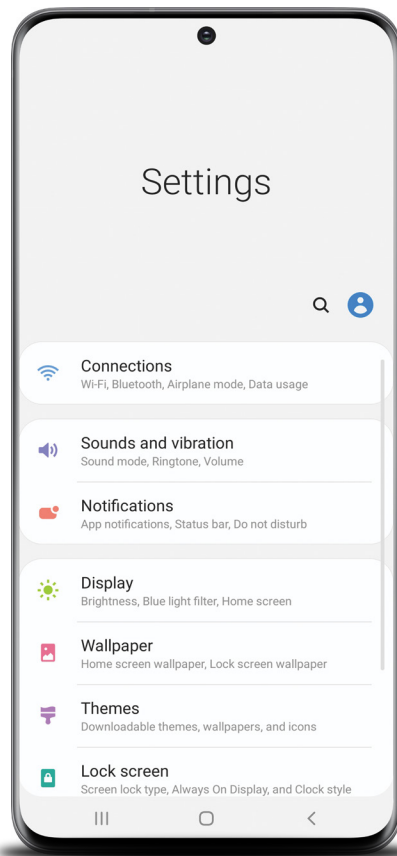 Settings
Connections
Wi-Fi, Bluetooth, Airplane mode, Data usage
Sounds and vibration
Sound mode, Ringtone, Volume
Notifications
App notifications, Status bar, Do not disturb
Display
Brightness, Blue light filter, Home screen
Wallpaper
Home screen wallpaper, Lock screen wallpaper
Themes
Downloadable themes, wallpapers, and icons
Lock screen
Screen lock type, Always On Display, and Clock style